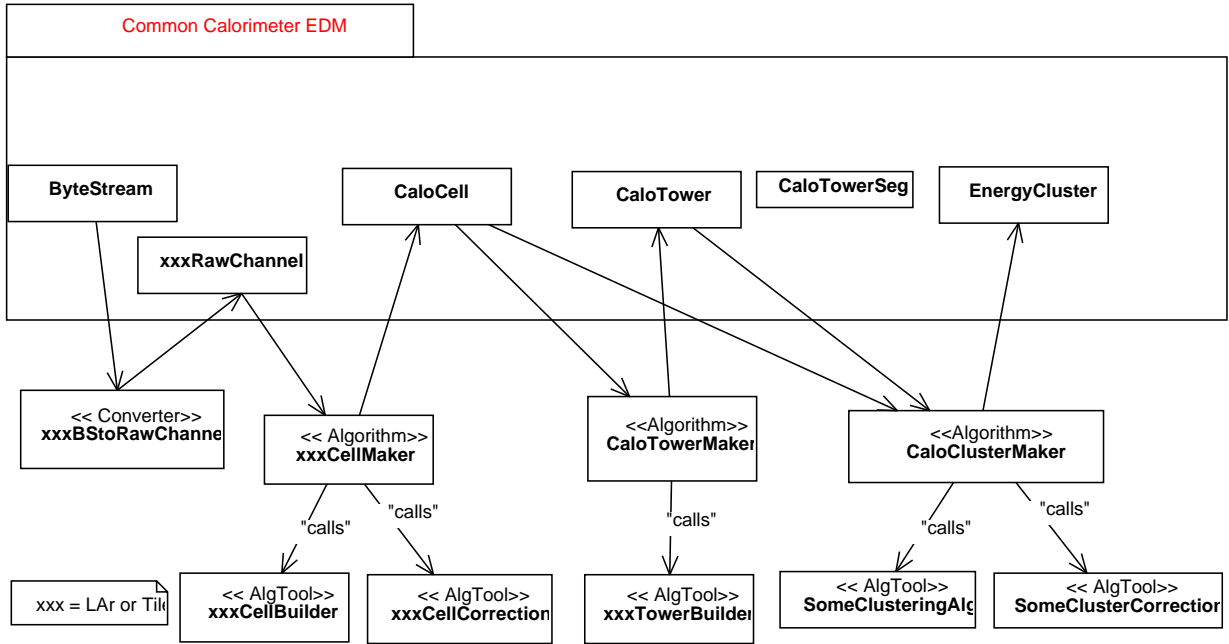 Common Calorimeter EDM
ByteStream
CaloCell
CaloTower
CaloTowerSeg
EnergyCluster
xxxRawChannel
<< Converter>>
xxxBStoRawChanne
<< Algorithm>>
xxxCellMaker
<<Algorithm>>
CaloTowerMaker
<<Algorithm>>
CaloClusterMaker
"calls"
"calls"
"calls"
"calls"
"calls"
xxx = LAr or Tile
<< AlgTool>>
xxxCellBuilder
<< AlgTool>>
xxxCellCorrection
<< AlgTool>>
xxxTowerBuilder
<< AlgTool>>
SomeClusteringAlg
<< AlgTool>>
SomeClusterCorrection